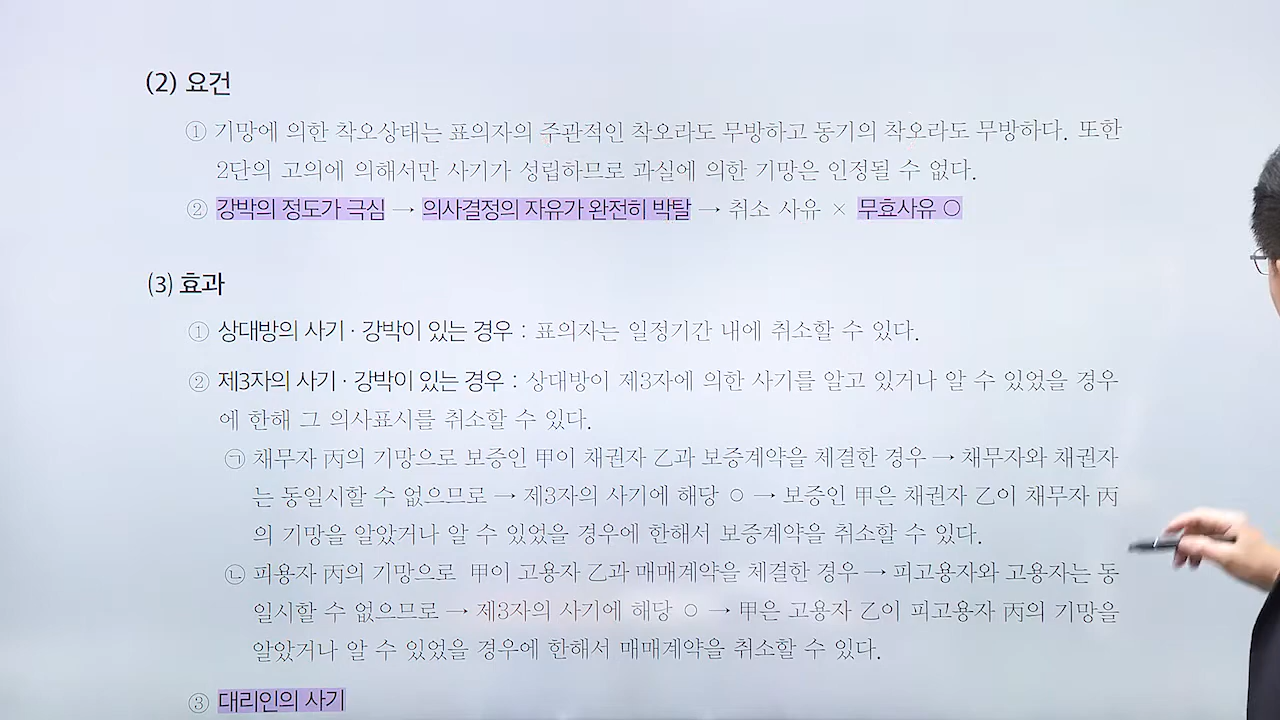 (2) 요건
① 기망에 의한 착오상태는 표의자의 주관적인 착오라도 무방하고 동기의 착오라도 무방하다. 또한
2단의 고의에 의해서만 사기가 성립하므로 과실에 의한 기망은 인정될 수 없다.
② 강박의 정도가 극심 → 의사결정의 자유가 완전히 박탈 → 취소 사유 × 무효사유 ○
(3) 효과
① 상대방의 사기 · 강박이 있는 경우 : 표의자는 일정기간 내에 취소할 수 있다.
② 제3자의 사기 · 강박이 있는 경우 : 상대방이 제3자에 의한 사기를 알고 있거나 알 수 있었을 경우
에 한해 그 의사표시를 취소할 수 있다.
㉠ 채무자 丙의 기망으로 보증인 甲이 채권자 乙과 보증계약을 체결한 경우 → 채무자와 채권자
는 동일시할 수 없으므로 → 제3자의 사기에 해당 ○ → 보증인 甲은 채권자 乙이 채무자 丙
의 기망을 알았거나 알 수 있었을 경우에 한해서 보증계약을 취소할 수 있다.
㉡ 피용자 丙의 기망으로 甲이 고용자 乙과 매매계약을 체결한 경우 → 피고용자와 고용자는 동
일시할 수 없으므로 → 제3자의 사기에 해당 ○ → 甲은 고용자 乙이 피고용자 丙의 기망을
알았거나 알 수 있었을 경우에 한해서 매매계약을 취소할 수 있다.
③ 대리인의 사기